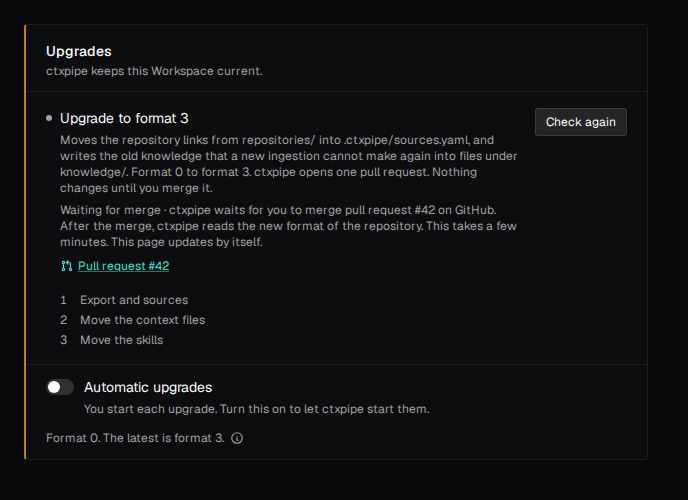 Upgrades
ctxpipe keeps this Workspace current.
Upgrade to format 3
Check again
Moves the repository links from repositories/ into .ctxpipe/sources.yaml, and
writes the old knowledge that a new ingestion cannot make again into files under
knowledge/. Format 0 to format 3. ctxpipe opens one pull request. Nothing
changes until you merge it.
Waiting for merge · ctxpipe waits for you to merge pull request #42 on GitHub.
After the merge, ctxpipe reads the new format of the repository. This takes a few
minutes. This page updates by itself.
Pull request #42
1 Export and sources
2 Move the context files
3 Move the skills
Automatic upgrades
You start each upgrade. Turn this on to let ctxpipe start them.
Format 0. The latest is format 3.